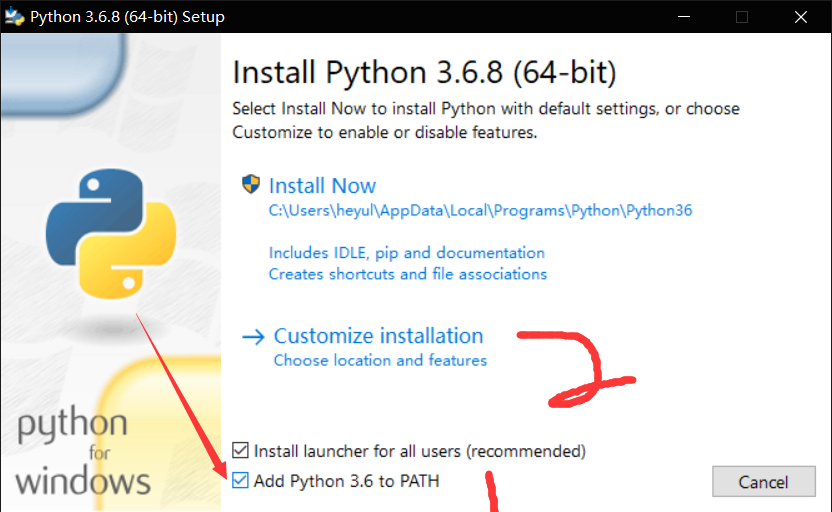 Python 3.6.8 (64-bit) Setup
Install Python 3.6.8 (64-bit)
Select Install Now to install Python with default settings, or choose
Customize to enable or disable features.
Install Now
C:\Users\heyul\AppData\Local\Programs\Python\Python36
Includes IDLE, pip and documentation
Creates shortcuts and file associations
Customize installation
Choose location and features
2
Install launcher for all users (recommended)
Add Python 3.6 to PATH
1
Cancel
python
for
windows